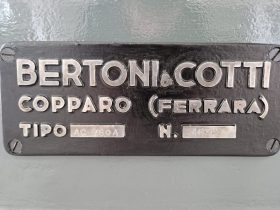 BERTONI & COTTI
COPPARO (FERRARA)
TIPO N.